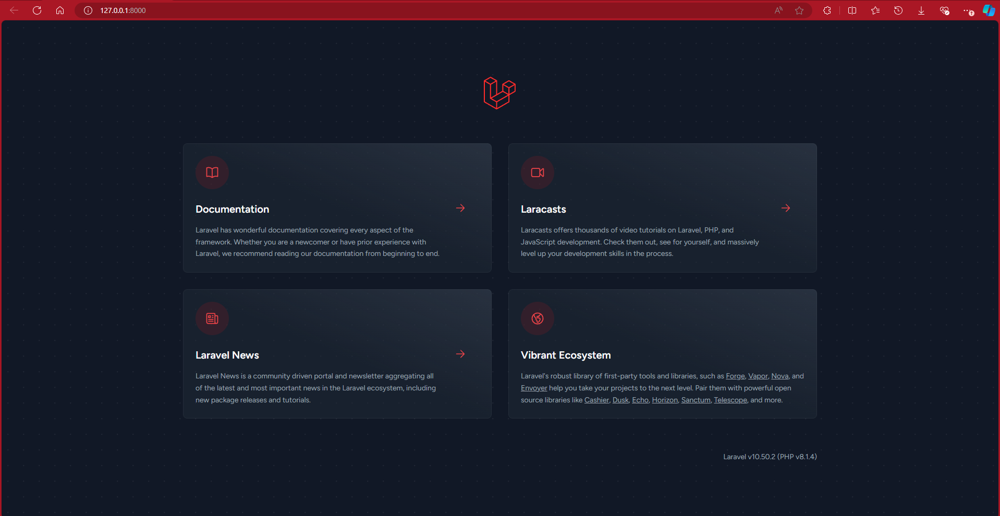 127.0.0.1:8000
Documentation
Laravel has wonderful documentation covering every aspect of the
framework. Whether you are a newcomer or have prior experience with
Laravel, we recommend reading our documentation from beginning to end.
Laracasts
Laracasts offers thousands of video tutorials on Laravel, PHP, and
JavaScript development. Check them out, see for yourself, and massively
level up your development skills in the process.
Laravel News
Laravel News is a community driven portal and newsletter aggregating all
of the latest and most important news in the Laravel ecosystem, including
new package releases and tutorials.
Vibrant Ecosystem
Laravel's robust library of first-party tools and libraries, such as Forge, Vapor, Nova, and
Envoyer help you take your projects to the next level. Pair them with powerful open
source libraries like Cashier, Dusk, Echo, Horizon, Sanctum, Telescope, and more.
Laravel v10.50.2 (PHP v8.1.4)